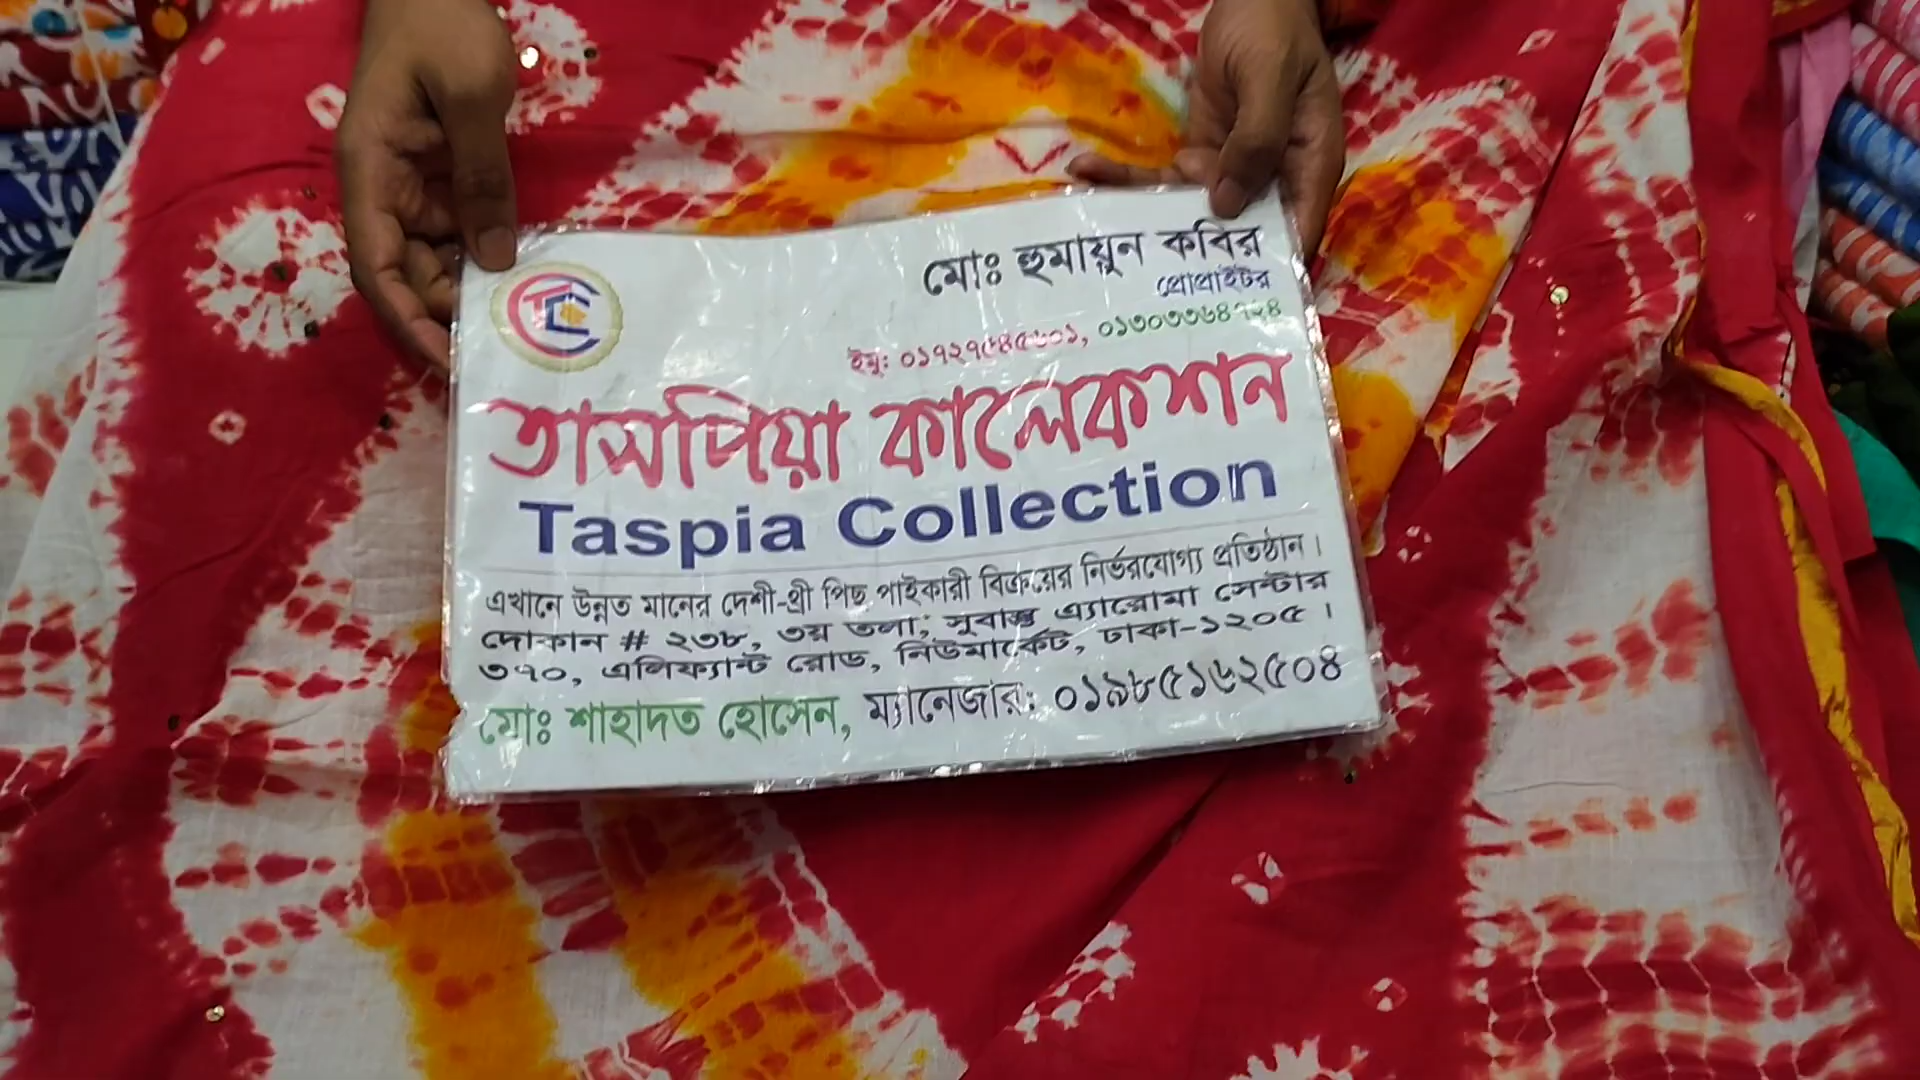 মোঃ হুমায়ুন কবির
প্রোপ্রাইটর
ইমু: ০১৭২৭৫৪৫৬০১, ০১৩০৩৩৬৪৭২৪
তাসপিয়া কালেকশন
Taspia Collection
এখানে উন্নত মানের দেশী-থ্রী পিছ পাইকারী বিক্রয়ের নির্ভরযোগ্য প্রতিষ্ঠান।
দোকান # ২৩৮, ৩য় তলা; সুবাস্তু এ্যারোমা সেন্টার
৩৭০, এলিফ্যান্ট রোড, নিউমার্কেট, ঢাকা-১২০৫।
মোঃ শাহাদত হোসেন, ম্যানেজার: ০১৯৮৫১৬২৫০৪